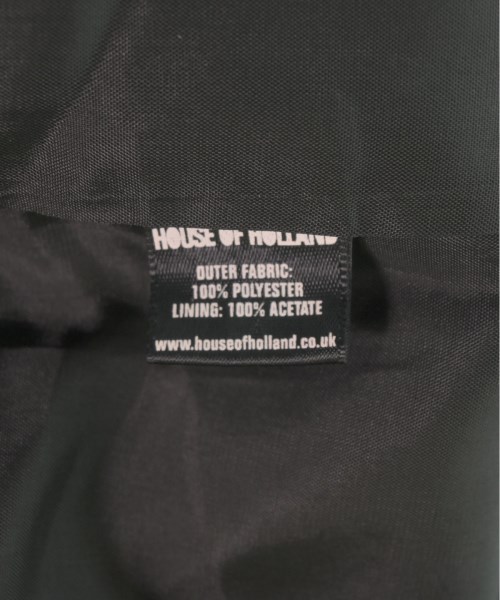 HOUSE OF HOLLAND
OUTER FABRIC:
100% POLYESTER
LINING: 100% ACETATE
www.houseofholland.co.uk